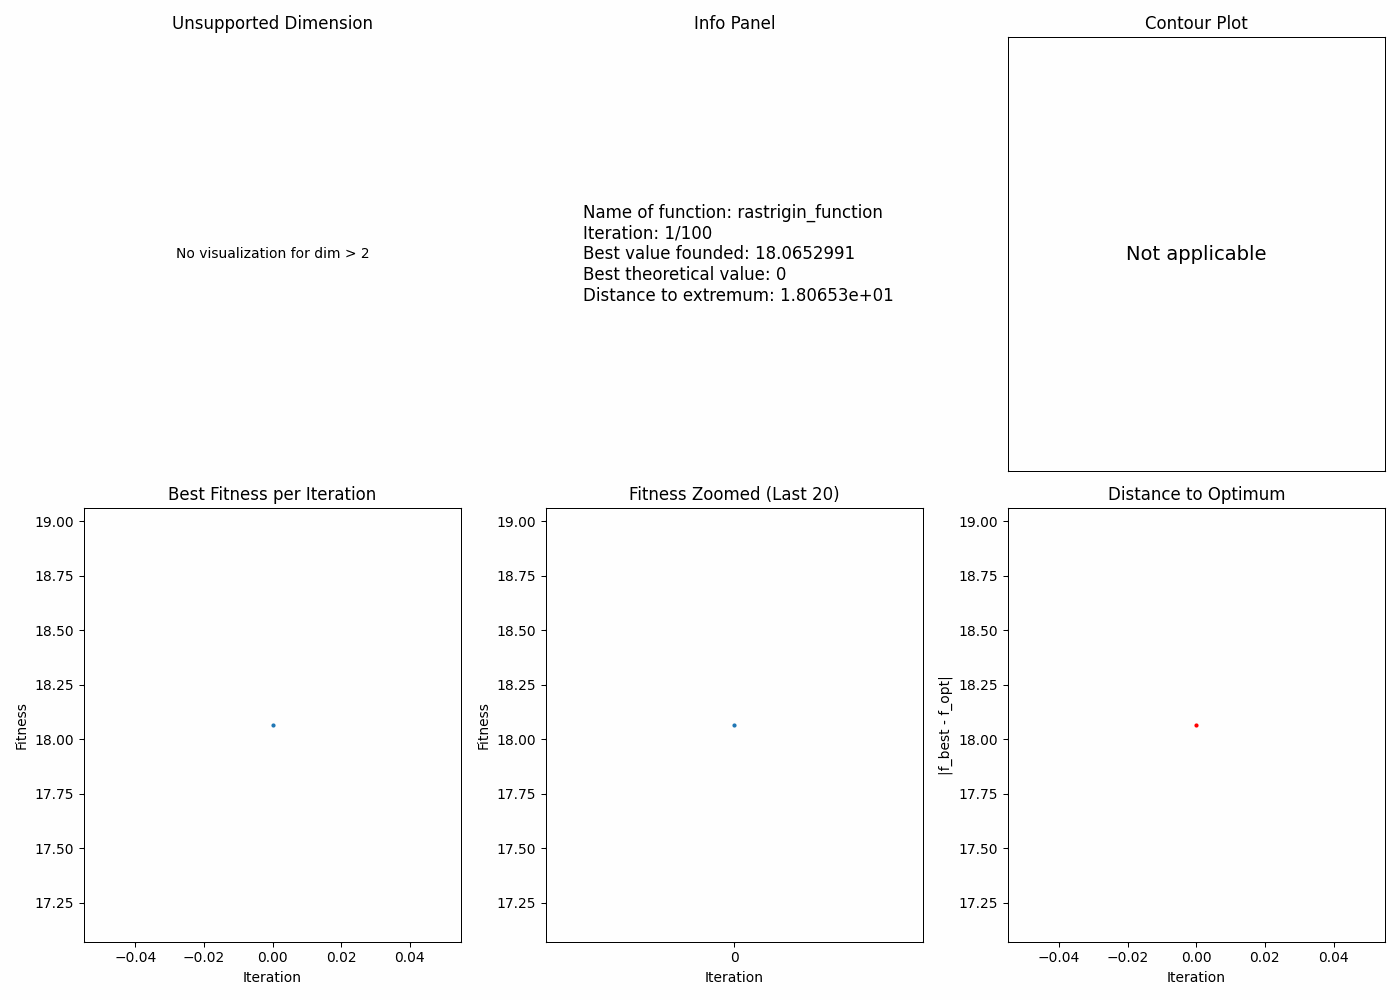 Unsupported Dimension
No visualization for dim > 2
Info Panel
Name of function: rastrigin_function
Iteration: 1/100
Best value founded: 18.0652991
Best theoretical value: 0
Distance to extremum: 1.80653e+01
Contour Plot
Not applicable
Best Fitness per Iteration
Fitness
19.00
18.75
18.50
18.25
18.00
17.75
17.50
17.25
−0.04
−0.02
0.00
0.02
0.04
Iteration
Fitness Zoomed (Last 20)
Fitness
19.00
18.75
18.50
18.25
18.00
17.75
17.50
17.25
0
Iteration
Distance to Optimum
|f_best - f_opt|
19.00
18.75
18.50
18.25
18.00
17.75
17.50
17.25
−0.04
−0.02
0.00
0.02
0.04
Iteration